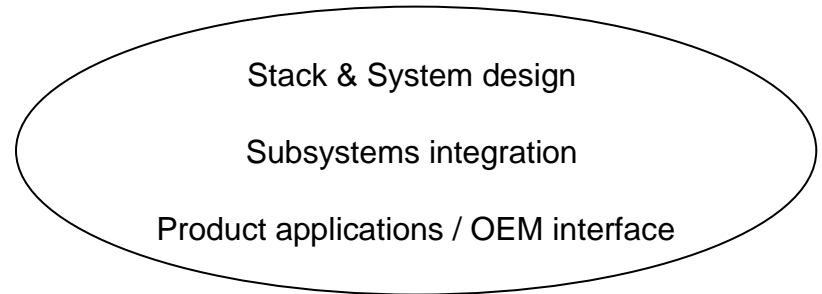 Stack & System design
Subsystems integration
Product applications / OEM interface